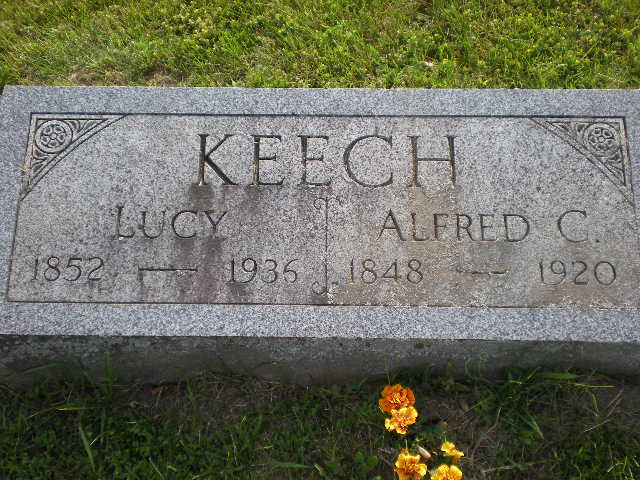 KEECH
LUCY ALFRED C.
1852 — 1936 1848 — 1920